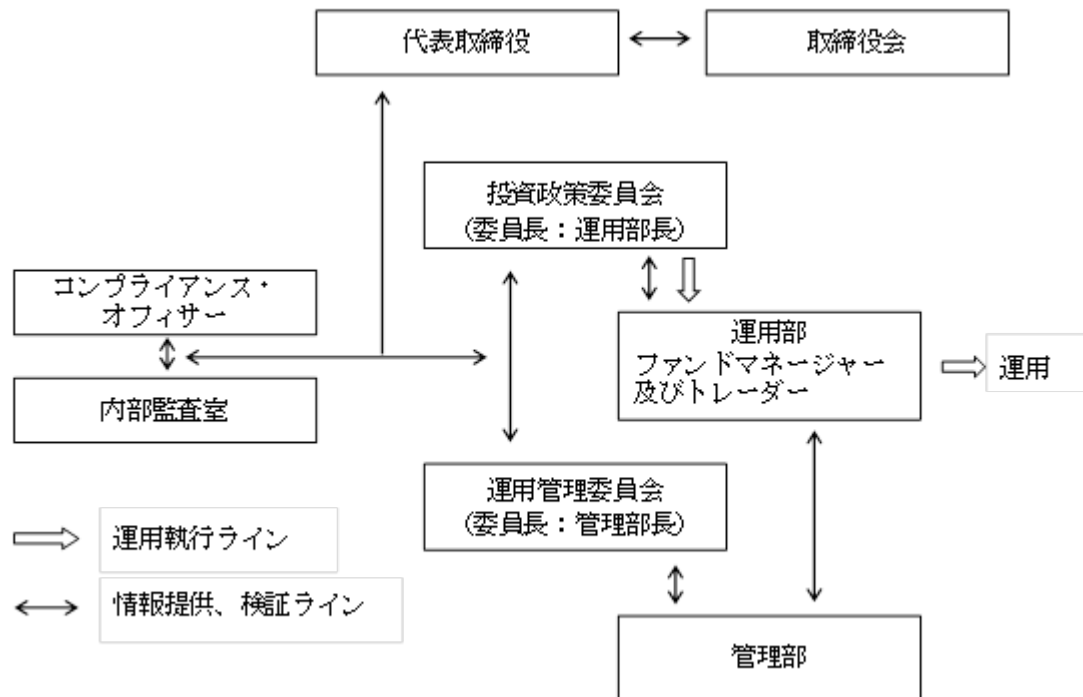 代表取締役
取締役会
投資政策委員会
(委員長：運用部長)
コンプライアンス・
オフィサー
運用部
ファンドマネージャー
及びトレーダー
運用
内部監査室
運用管理委員会
(委員長：管理部長)
運用執行ライン
情報提供、検証ライン
管理部